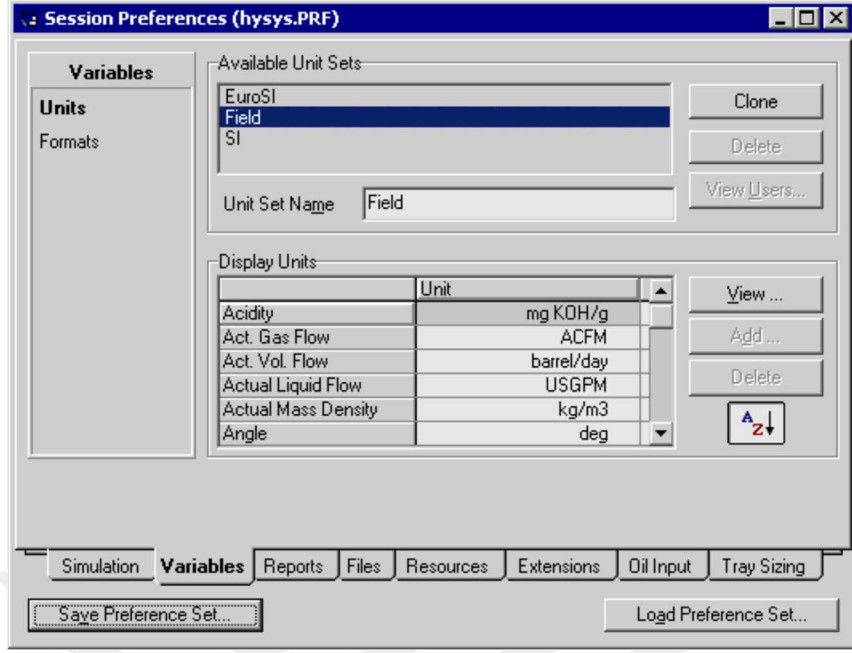 Session Preferences (hysys.PRF)
Variables
Units
Formats
Available Unit Sets
EuroSI
Field
SI
Clone
Delete
View Users...
Unit Set Name Field
Display Units
Unit
Acidity mg KOH/g
Act. Gas Flow ACFM
Act. Vol. Flow barrel/day
Actual Liquid Flow USGPM
Actual Mass Density kg/m3
Angle deg
View ...
Add ...
Delete
AZ
Simulation Variables Reports Files Resources Extensions Oil Input Tray Sizing
Save Preference Set... Load Preference Set...